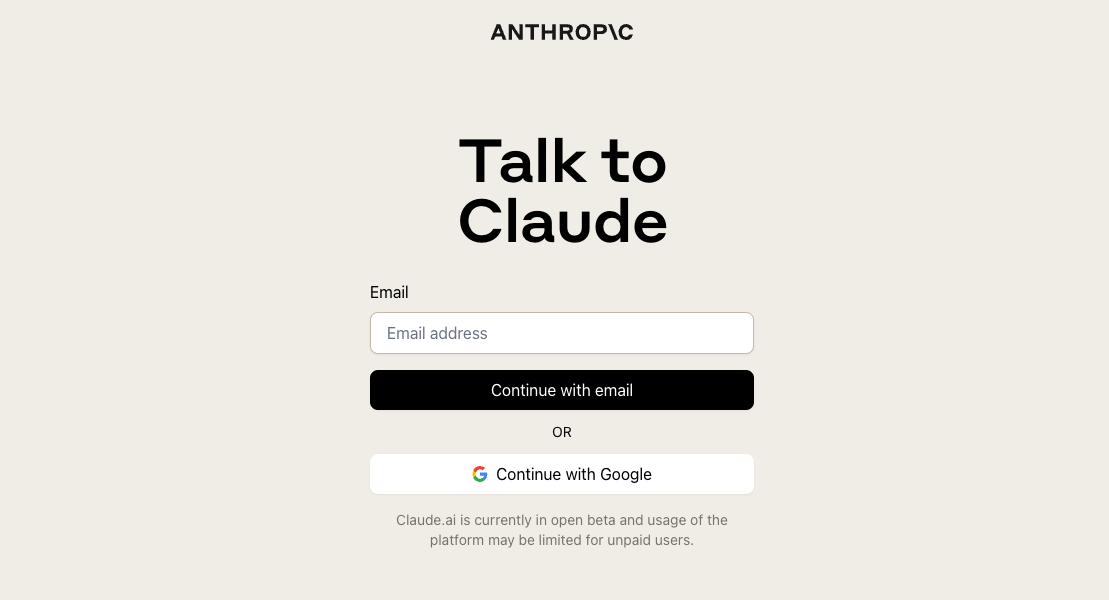 ANTHROP\C
Talk to
Claude
Email
Email address
Continue with email
OR
Continue with Google
Claude.ai is currently in open beta and usage of the
platform may be limited for unpaid users.